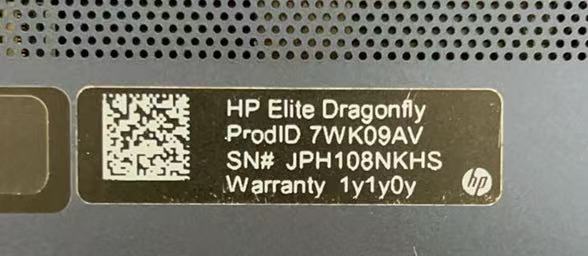 HP Elite Dragonfly
ProdID 7WK09AV
SN# JPH108NKHS
Warranty 1y1y0y
hp